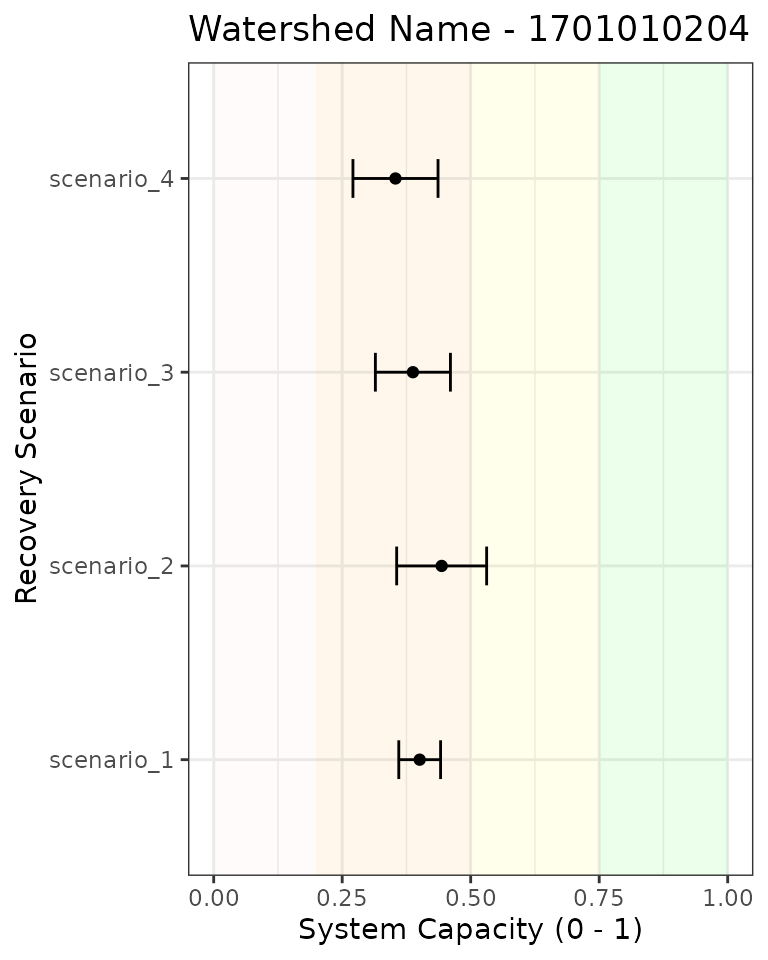 Watershed Name - 1701010204
scenario_4
scenario_3
scenario_2
scenario_1
Recovery Scenario
0.00 0.25 0.50 0.75 1.00
System Capacity (0 - 1)